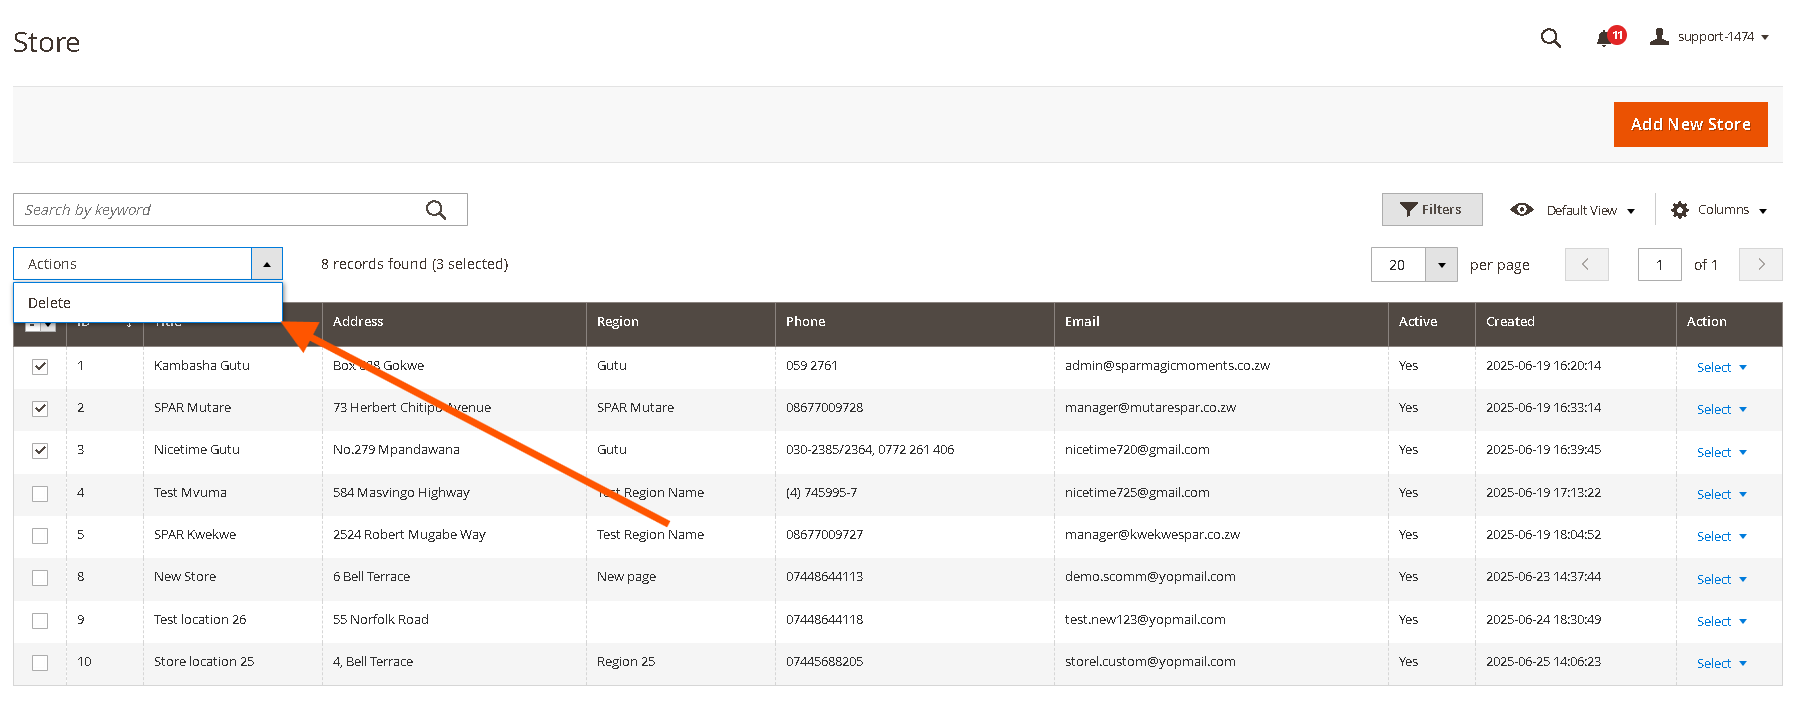 Store
11
support-1474
Add New Store
Search by keyword
Filters
Default View
Columns
Actions
8 records found (3 selected)
20
per page
1
of 1
Delete
Address Region Phone Email Active Created Action
1 Kambasha Gutu Gokwe Gutu 059 2761 admin@sparmagicmoments.co.zw Yes 2025-06-19 16:20:14 Select
2 SPAR Mutare 73 Herbert Chitipo Avenue SPAR Mutare 08677009728 manager@mutarespar.co.zw Yes 2025-06-19 16:33:14 Select
3 Nicetime Gutu No.279 Mpandawana Gutu 030-2385/2364, 0772 261 406 nicetime720@gmail.com Yes 2025-06-19 16:39:45 Select
4 Test Mvuma 584 Masvingo Highway Test Region Name (4) 745995-7 nicetime725@gmail.com Yes 2025-06-19 17:13:22 Select
5 SPAR Kwekwe 2524 Robert Mugabe Way Test Region Name 08677009727 manager@kwekwespar.co.zw Yes 2025-06-19 18:04:52 Select
8 New Store 6 Bell Terrace New page 07448644113 demo.scomm@yopmail.com Yes 2025-06-23 14:37:44 Select
9 Test location 26 55 Norfolk Road 07448644118 test.new123@yopmail.com Yes 2025-06-24 18:30:49 Select
10 Store location 25 4, Bell Terrace Region 25 07445688205 storel.custom@yopmail.com Yes 2025-06-25 14:06:23 Select